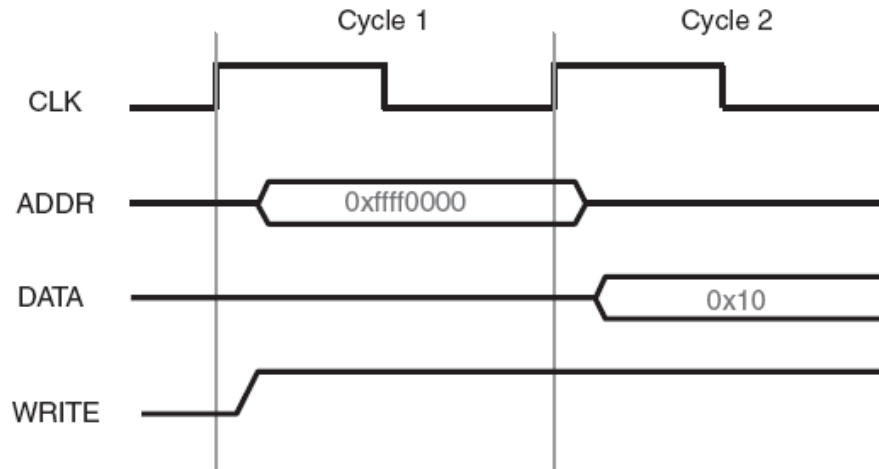 Cycle 1 Cycle 2
CLK
ADDR 0xffff0000
DATA 0x10
WRITE